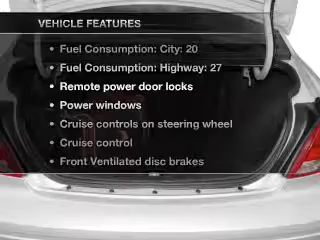 VEHICLE FEATURES
• Fuel Consumption: City: 20
• Fuel Consumption: Highway: 27
• Remote power door locks
• Power windows
• Cruise controls on steering wheel
• Cruise control
• Front Ventilated disc brakes